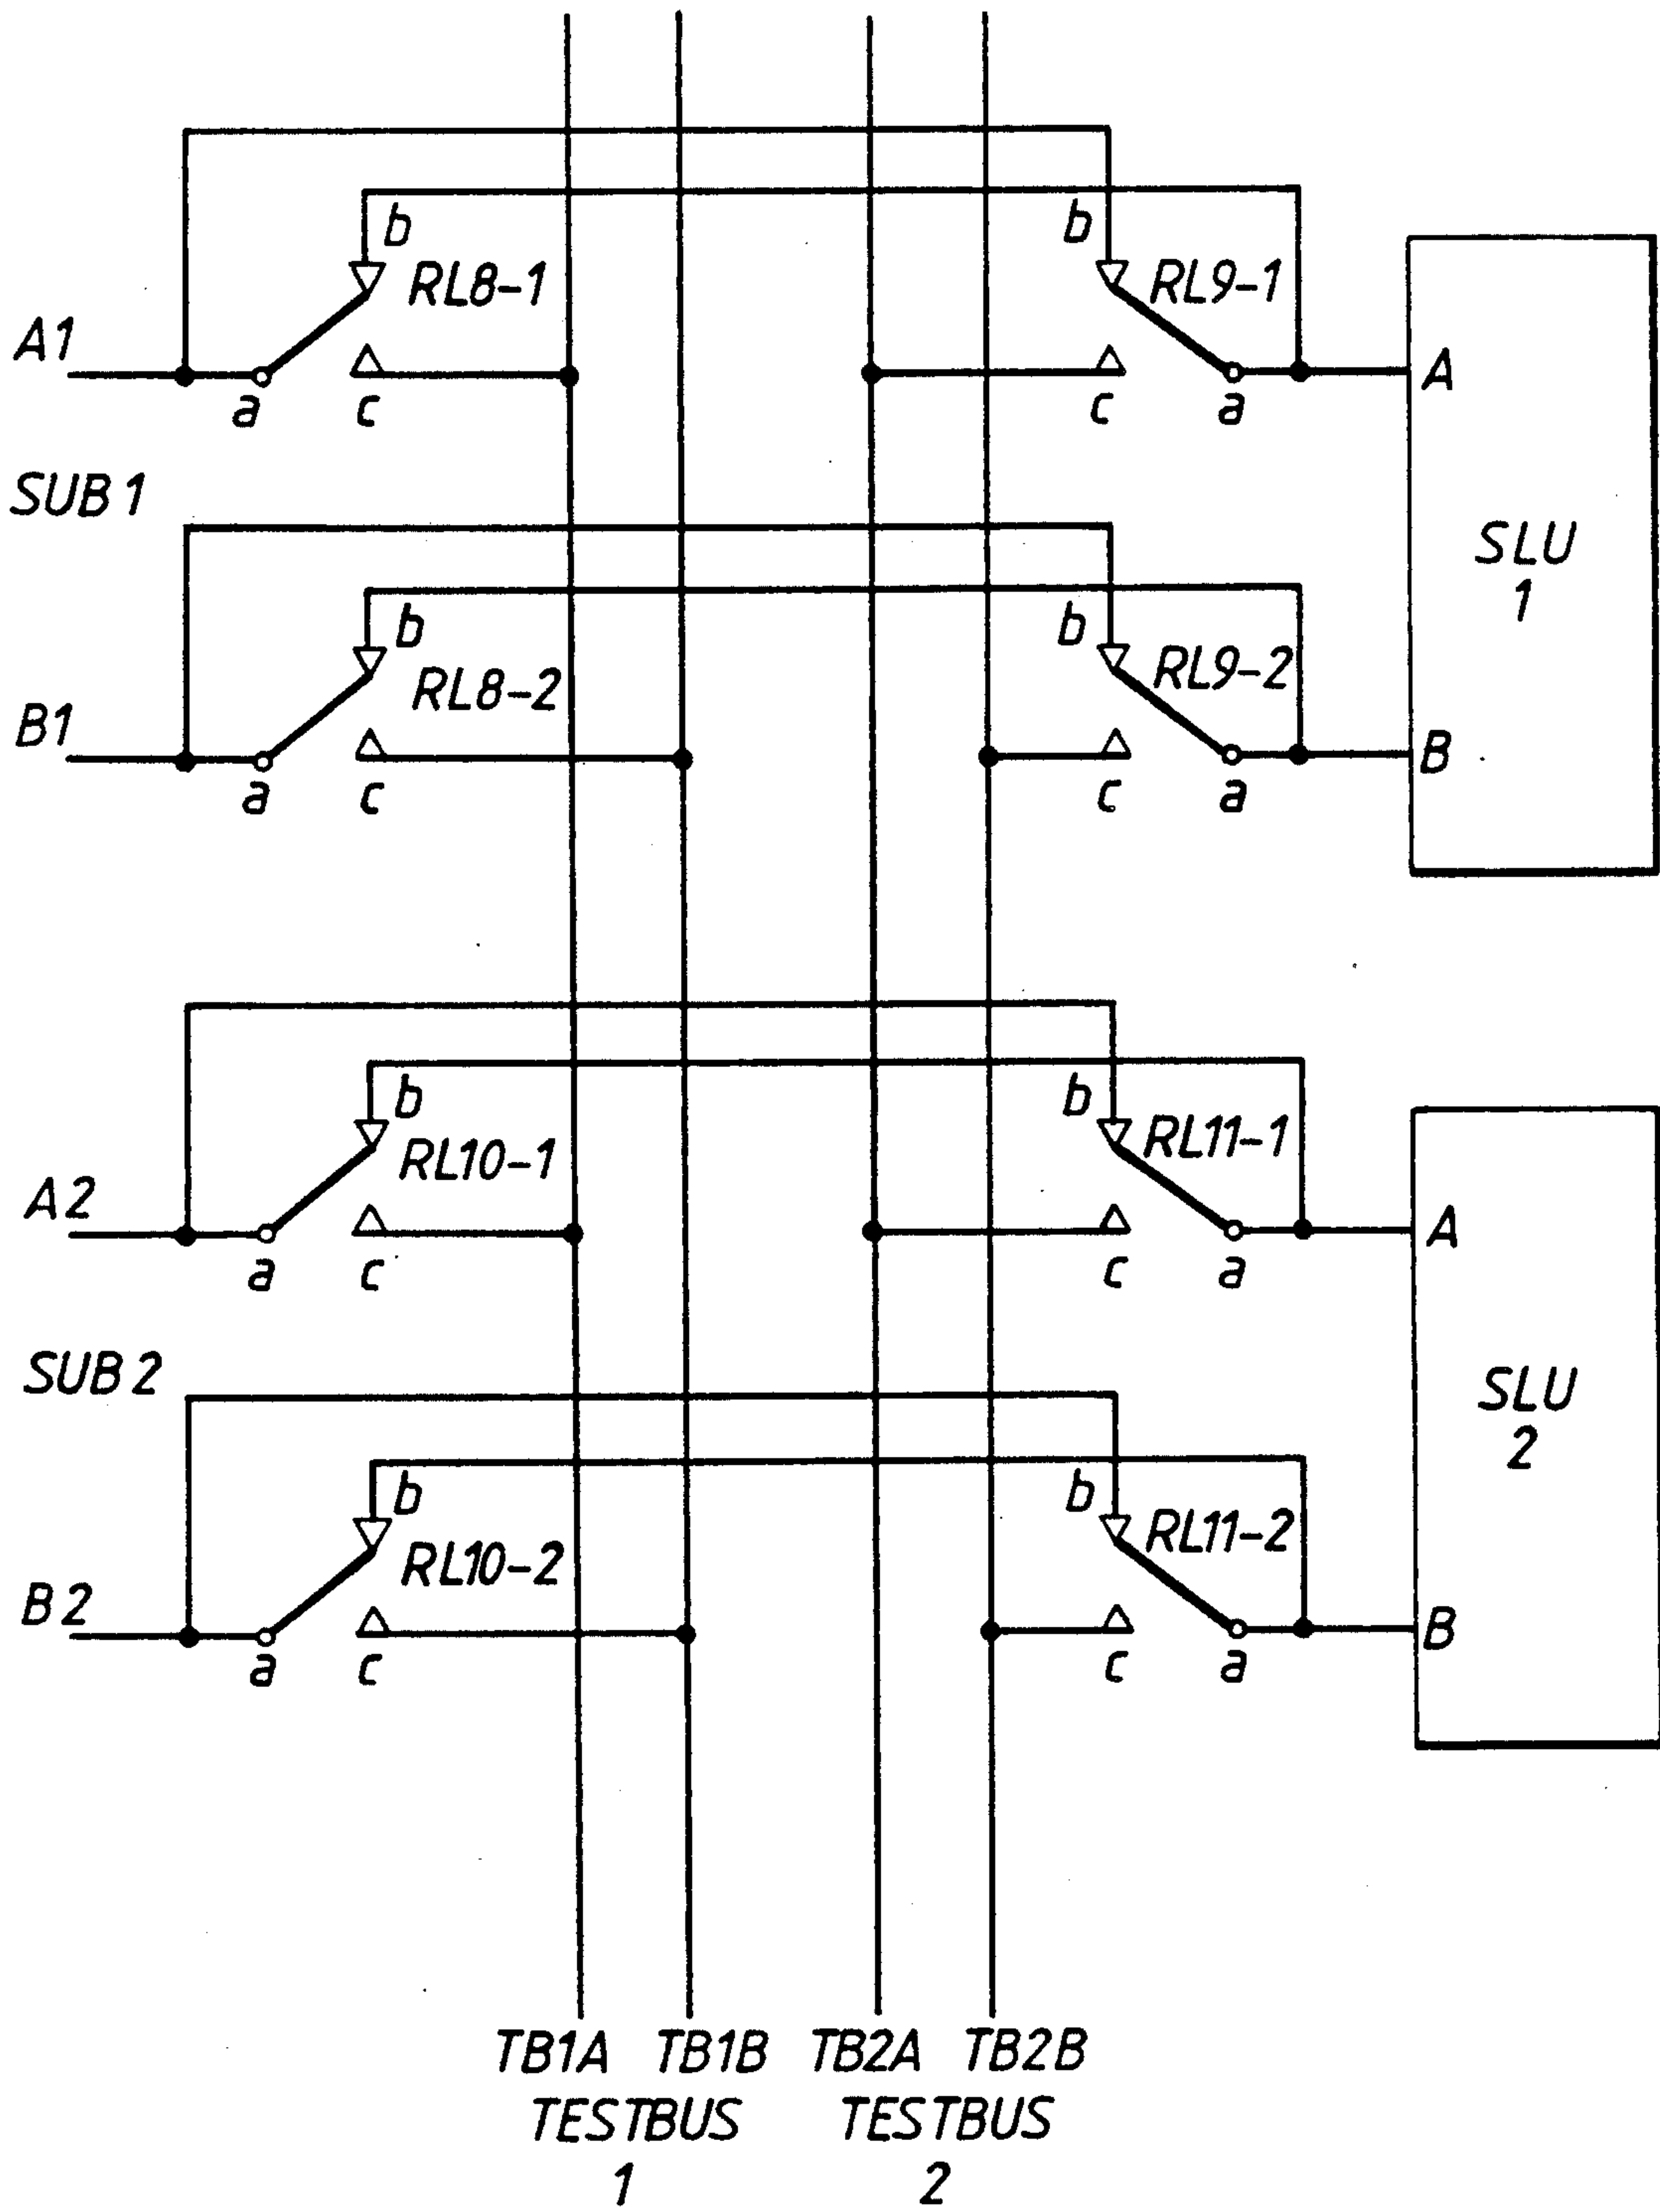 b
b
RL8-1
RL9-1
A1
A
a
c
c
a
SUB 1
SLU
1
b
b
RL8-2
RL9-2
B1
B
a
c
c
a
b
b
RL10-1
RL11-1
A2
A
a
c
c
a
SUB 2
SLU
2
b
b
RL10-2
RL11-2
B2
B
a
c
c
a
TB1A TB1B TB2A TB2B
TESTBUS TESTBUS
1 2